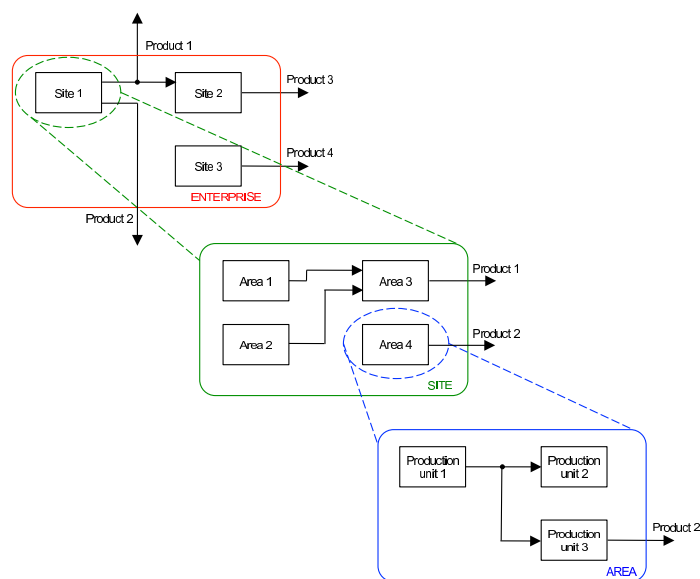 Product 1
Site 1
Site 2
Product 3
Site 3
Product 4
ENTERPRISE
Product 2
Area 1
Area 3
Product 1
Area 2
Area 4
Product 2
SITE
Production
unit 1
Production
unit 2
Production
unit 3
Product 2
AREA